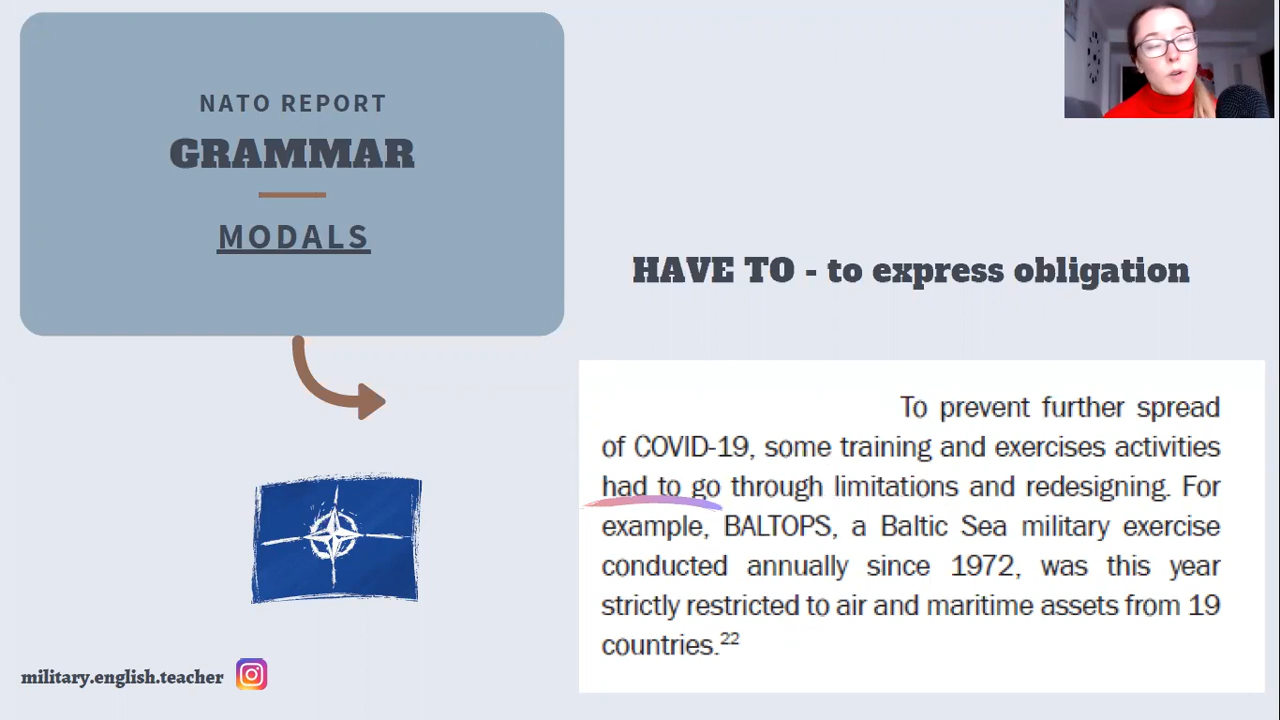 NATO REPORT
GRAMMAR
MODALS
HAVE TO - to express obligation
To prevent further spread
of COVID-19, some training and exercises activities
had to go through limitations and redesigning. For
example, BALTOPS, a Baltic Sea military exercise
conducted annually since 1972, was this year
strictly restricted to air and maritime assets from 19
countries.22
military.english.teacher